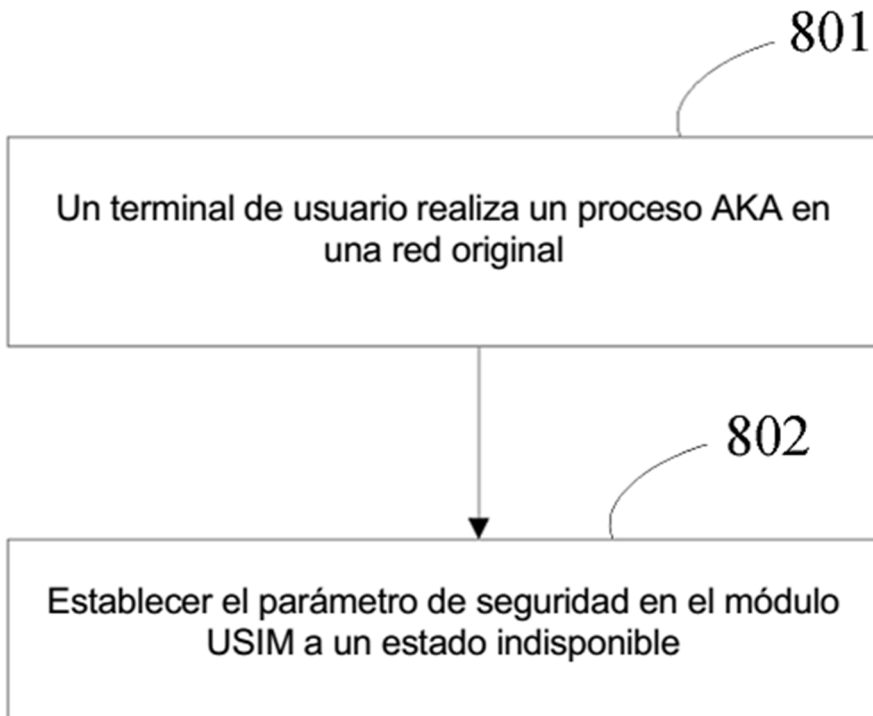 801
Un terminal de usuario realiza un proceso AKA en
una red original
802
Establecer el parámetro de seguridad en el módulo
USIM a un estado indisponible